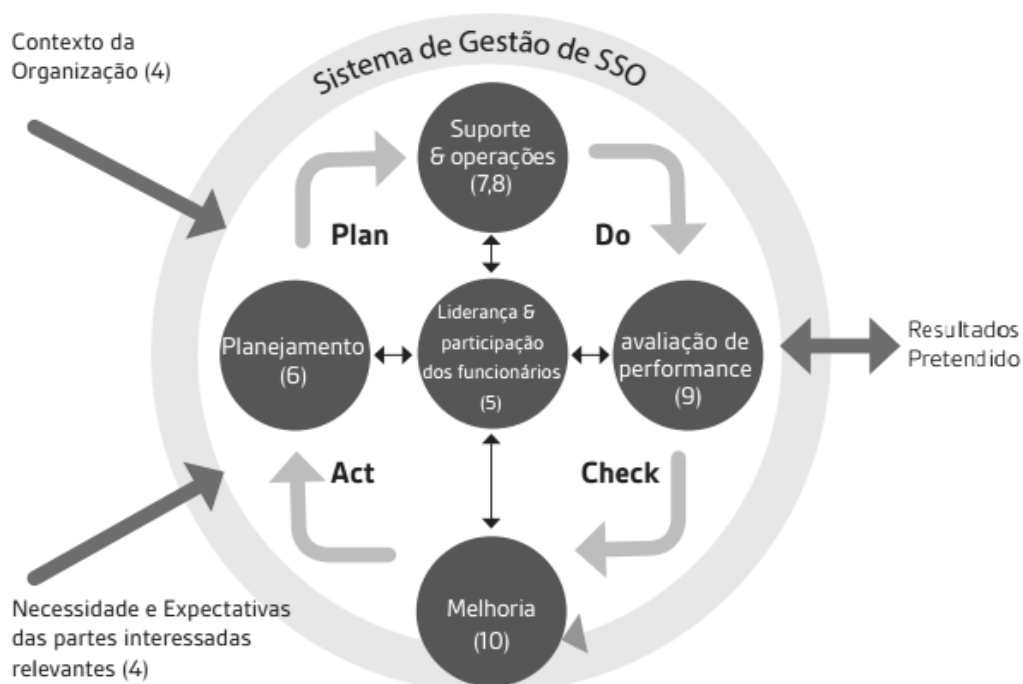 Contexto da
Organização (4)
Sistema de Gestão de SSO
Suporte
& operações
(7,8)
Plan
Do
Planejamento
(6)
Liderança &
participação
dos funcionários
(5)
avaliação de
performance
(9)
Resultados
Pretendido
Act
Check
Melhoria
(10)
Necessidade e Expectativas
das partes interessadas
relevantes (4)